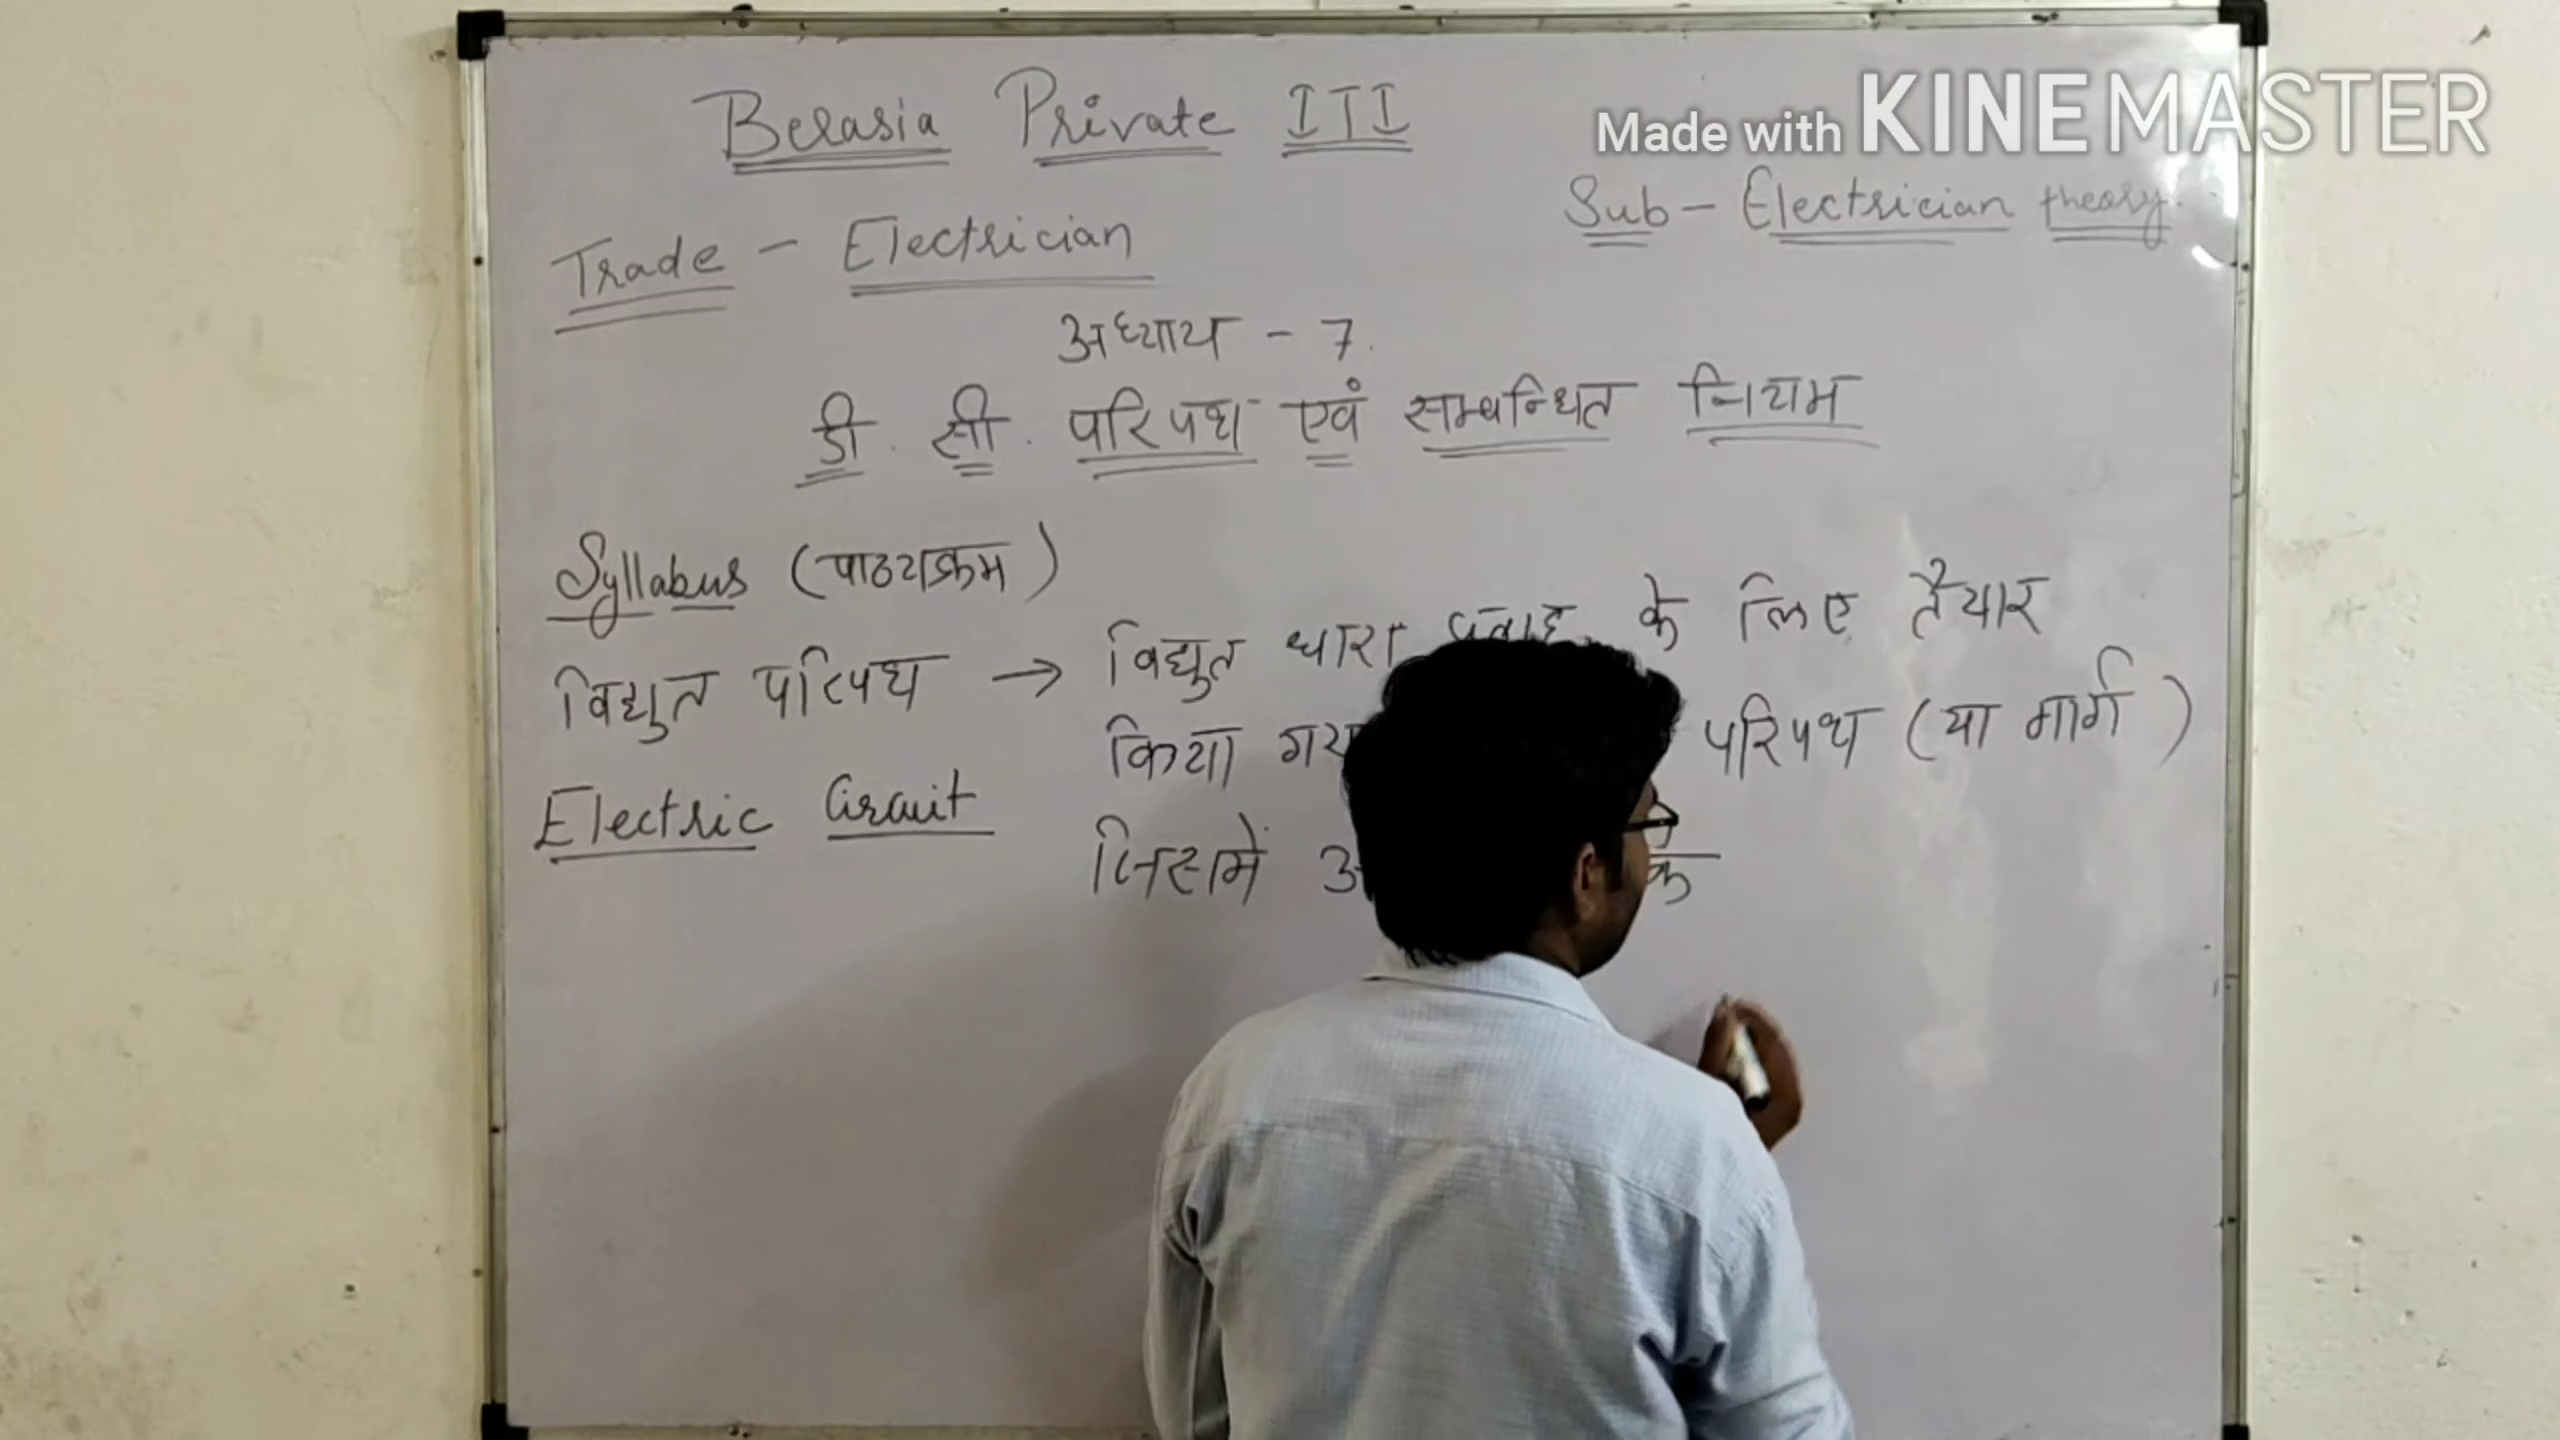 Made with KINEMASTER
Berasia Private ITI
Sub - Electrician theory
Trade - Electrician
अध्याय - 7
डी. सी. परिपथ एवं सम्बन्धित नियम
Syllabus (पाठ्यक्रम)
विद्युत परिपथ → विद्युत धारा प्रवाह के लिए तैयार
किया परिपथ (या मार्ग)
Electric Circuit
जिसमें